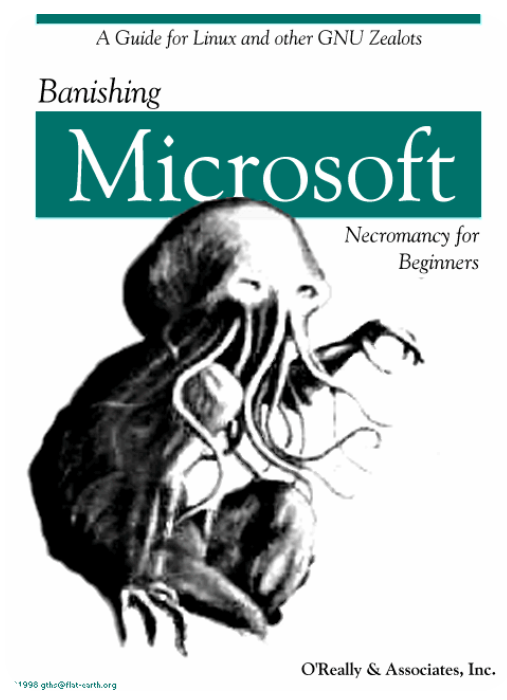 A Guide for Linux and other GNU Zealots
Banishing
Microsoft
Necromancy for
Beginners
O'Really & Associates, Inc.
`1998 gths@flat-earth.org